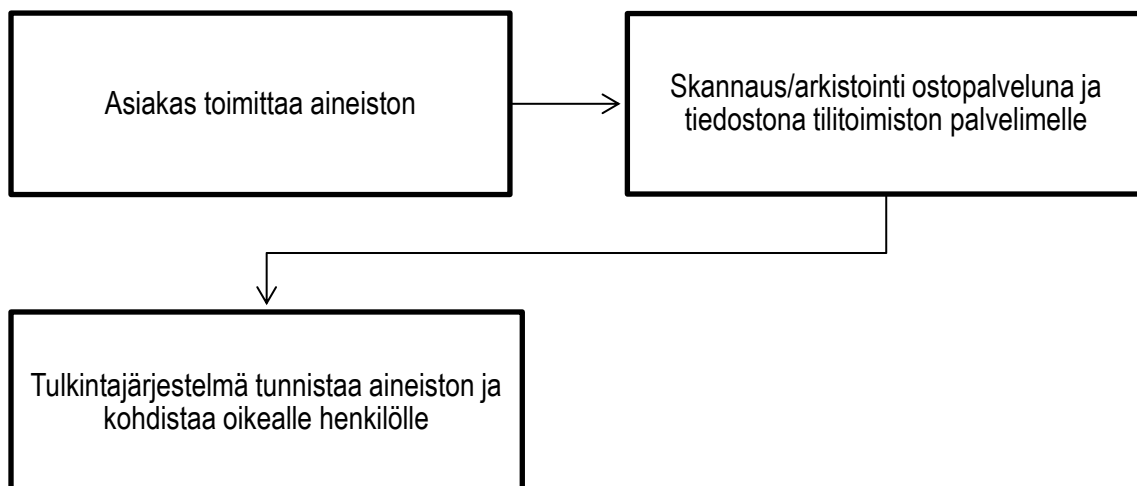 Asiakas toimittaa aineiston
Skannaus/arkistointi ostopalveluna ja
tiedostona tilitoimiston palvelimelle
Tulkintajärjestelmä tunnistaa aineiston ja
kohdistaa oikealle henkilölle